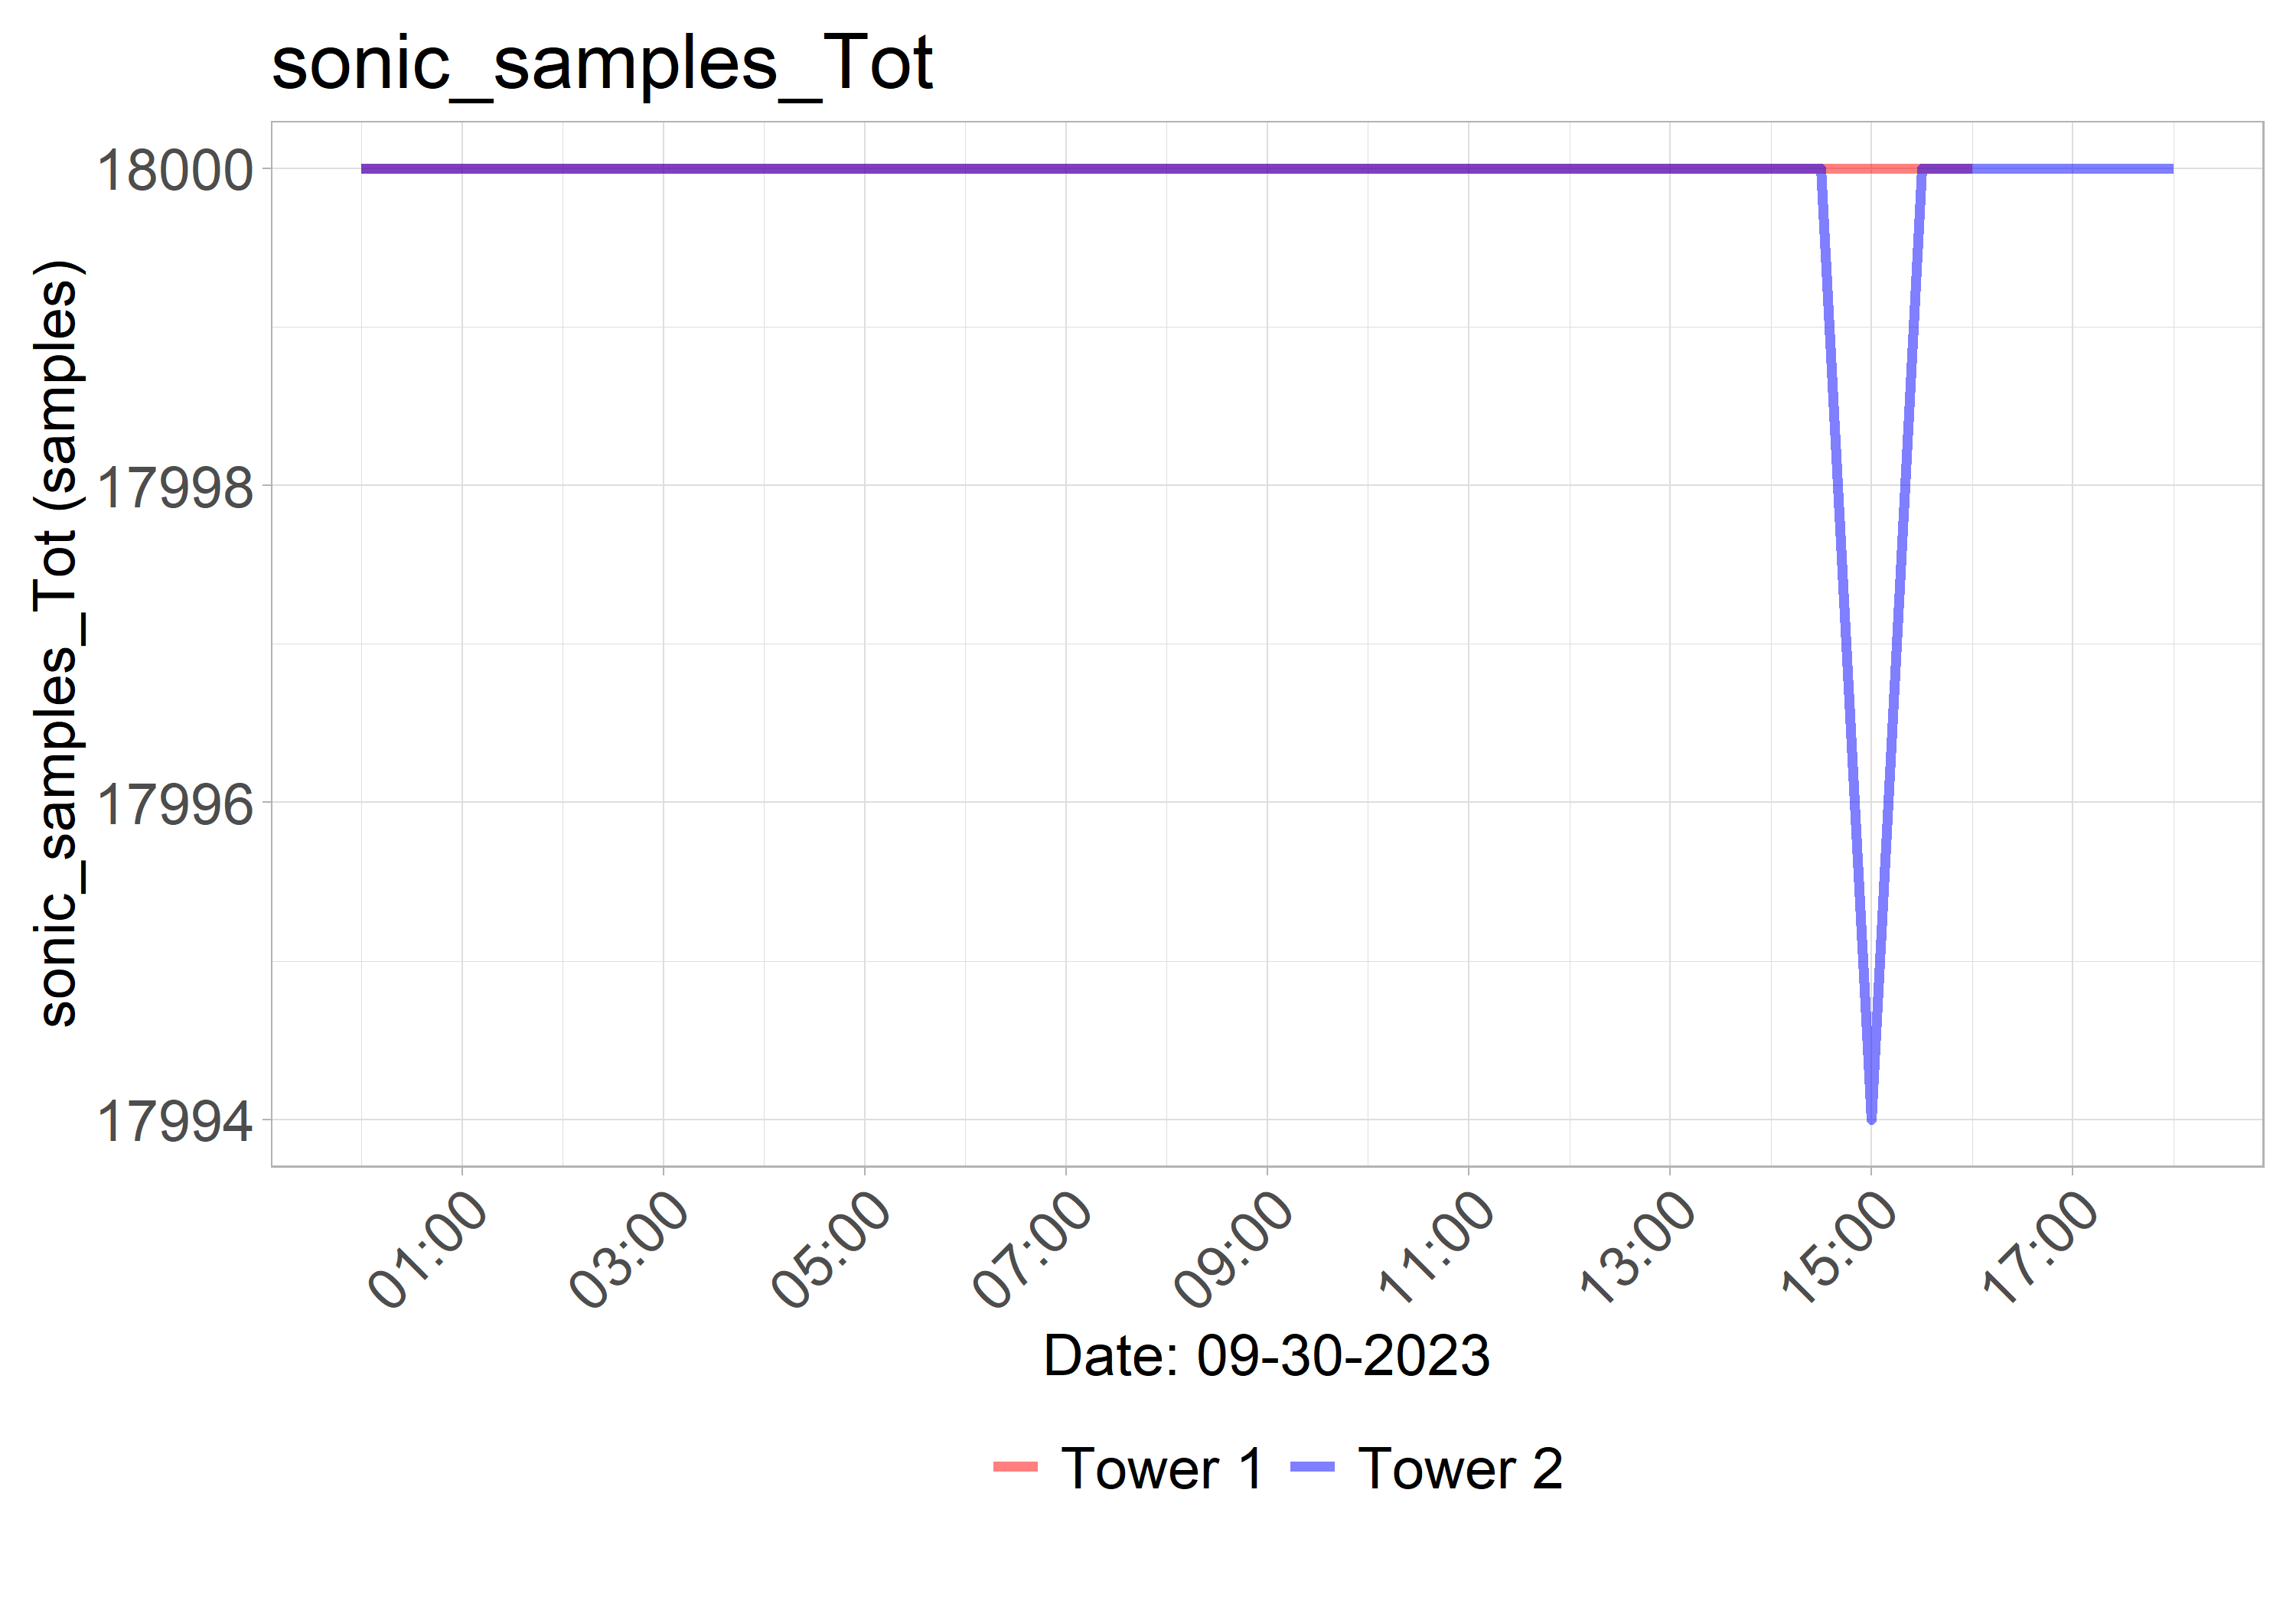 sonic_samples_Tot
sonic_samples_Tot (samples)
18000
17998
17996
17994
01:00
03:00
05:00
07:00
09:00
11:00
13:00
15:00
17:00
Date: 09-30-2023
Tower 1
Tower 2